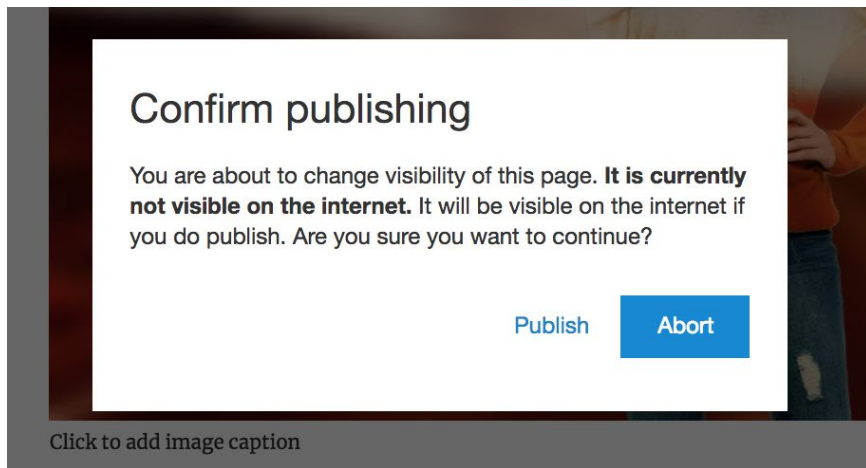 Confirm publishing
You are about to change visibility of this page. It is currently
not visible on the internet. It will be visible on the internet if
you do publish. Are you sure you want to continue?
Publish Abort
Click to add image caption